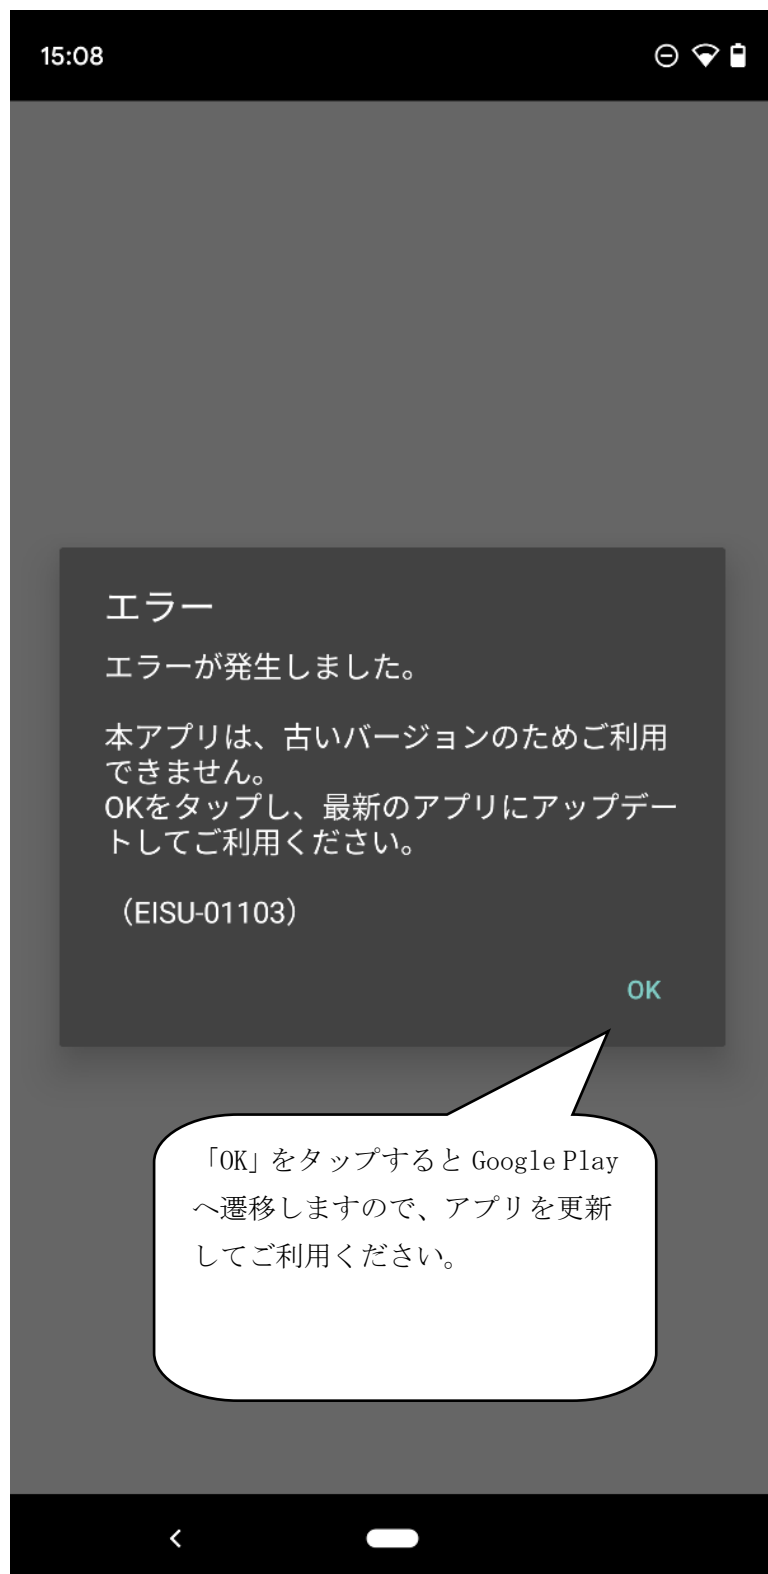 15:08
エラー
エラーが発生しました。
本アプリは、古いバージョンのためご利用
できません。
OKをタップし、最新のアプリにアップデー
トしてご利用ください。
（EISU-01103）
OK
「OK」をタップすると Google Play
へ遷移しますので、アプリを更新
してご利用ください。